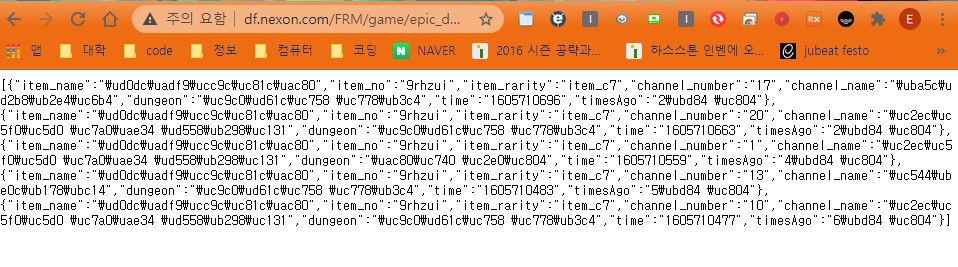 주의 요함 | df.nexon.com/FRM/game/epic_d...
앱 대학 code 정보 컴퓨터 코딩 NAVER 2016 시즌 공략과... 하스스톤 인벤에 오... jubeat festo
[{"item_name":"₩ud0dc₩uadf9₩ucc9c₩uc81c₩uac80","item_no":"9rhzui","item_rarity":"item_c7","channel_number":"17","channel_name":"₩uba5c₩u
d2b8₩ub2e4₩uc6b4","dungeon":"₩uc9c0₩ud61c₩uc758 ₩uc778₩ub3c4","time":"1605710696","timesAgo":"2₩ubd84 ₩uc804"},
{"item_name":"₩ud0dc₩uadf9₩ucc9c₩uc81c₩uac80","item_no":"9rhzui","item_rarity":"item_c7","channel_number":"20","channel_name":"₩uc2ec₩uc
5f0₩uc5d0 ₩uc7a0₩uae34 ₩ud558₩ub298₩uc131","dungeon":"₩uc9c0₩ud61c₩uc758 ₩uc778₩ub3c4","time":"1605710663","timesAgo":"2₩ubd84 ₩uc804"},
{"item_name":"₩ud0dc₩uadf9₩ucc9c₩uc81c₩uac80","item_no":"9rhzui","item_rarity":"item_c7","channel_number":"1","channel_name":"₩uc2ec₩uc5
f0₩uc5d0 ₩uc7a0₩uae34 ₩ud558₩ub298₩uc131","dungeon":"₩uac80₩uc740 ₩uc2e0₩uc804","time":"1605710559","timesAgo":"4₩ubd84 ₩uc804"},
{"item_name":"₩ud0dc₩uadf9₩ucc9c₩uc81c₩uac80","item_no":"9rhzui","item_rarity":"item_c7","channel_number":"13","channel_name":"₩uc544₩ub
e0c₩ub178₩ubc14","dungeon":"₩uc9c0₩ud61c₩uc758 ₩uc778₩ub3c4","time":"1605710483","timesAgo":"5₩ubd84 ₩uc804"},
{"item_name":"₩ud0dc₩uadf9₩ucc9c₩uc81c₩uac80","item_no":"9rhzui","item_rarity":"item_c7","channel_number":"10","channel_name":"₩uc2ec₩uc
5f0₩uc5d0 ₩uc7a0₩uae34 ₩ud558₩ub298₩uc131","dungeon":"₩uc9c0₩ud61c₩uc758 ₩uc778₩ub3c4","time":"1605710477","timesAgo":"6₩ubd84 ₩uc804"}]